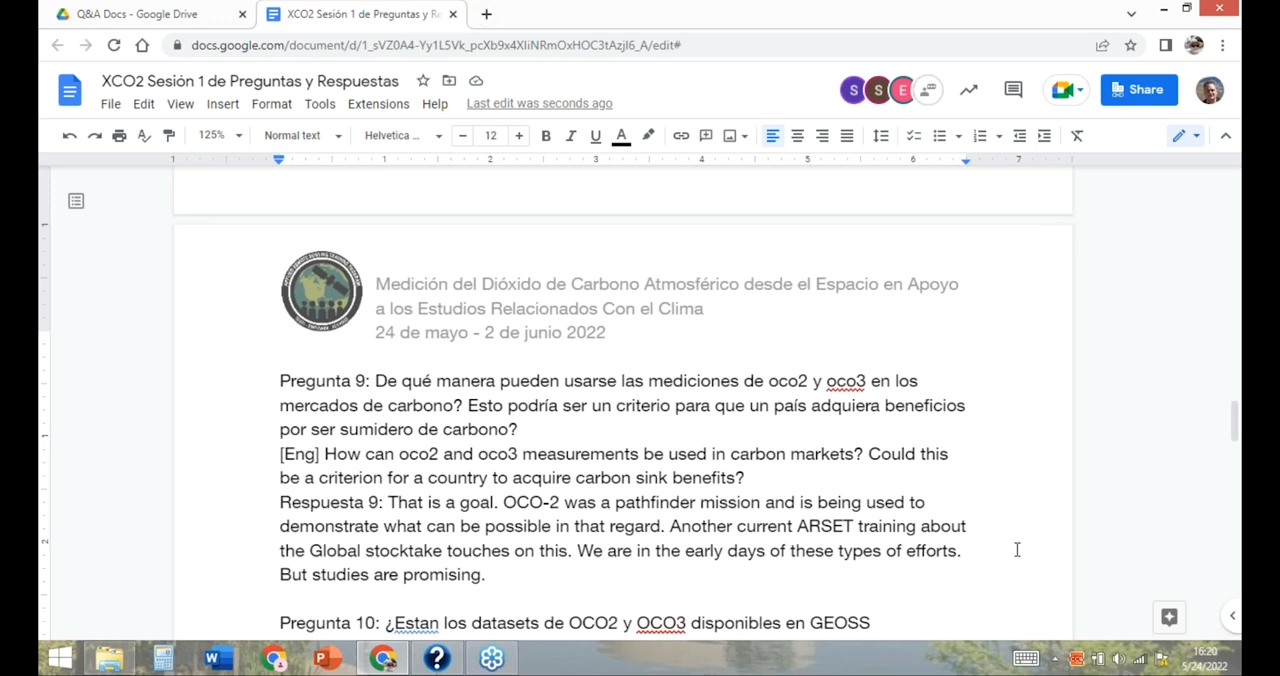 Q&A Docs - Google Drive
XCO2 Sesión 1 de Preguntas y Re
docs.google.com/document/d/1_sVZ0A4-Yy1L5Vk_pcXb9x4XIiNRmOxHOC3tAzjI6_A/edit#
XCO2 Sesión 1 de Preguntas y Respuestas
File Edit View Insert Format Tools Extensions Help Last edit was seconds ago
S S E
Share
125% Normal text Helvetica ... 12 B I U A
1 1 2 3 4 5 6 7
Medición del Dióxido de Carbono Atmosférico desde el Espacio en Apoyo
a los Estudios Relacionados Con el Clima
24 de mayo - 2 de junio 2022
Pregunta 9: De qué manera pueden usarse las mediciones de oco2 y oco3 en los
mercados de carbono? Esto podría ser un criterio para que un país adquiera beneficios
por ser sumidero de carbono?
[Eng] How can oco2 and oco3 measurements be used in carbon markets? Could this
be a criterion for a country to acquire carbon sink benefits?
Respuesta 9: That is a goal. OCO-2 was a pathfinder mission and is being used to
demonstrate what can be possible in that regard. Another current ARSET training about
the Global stocktake touches on this. We are in the early days of these types of efforts.
But studies are promising.
Pregunta 10: ¿Estan los datasets de OCO2 y OCO3 disponibles en GEOSS
16:20
5/24/2022